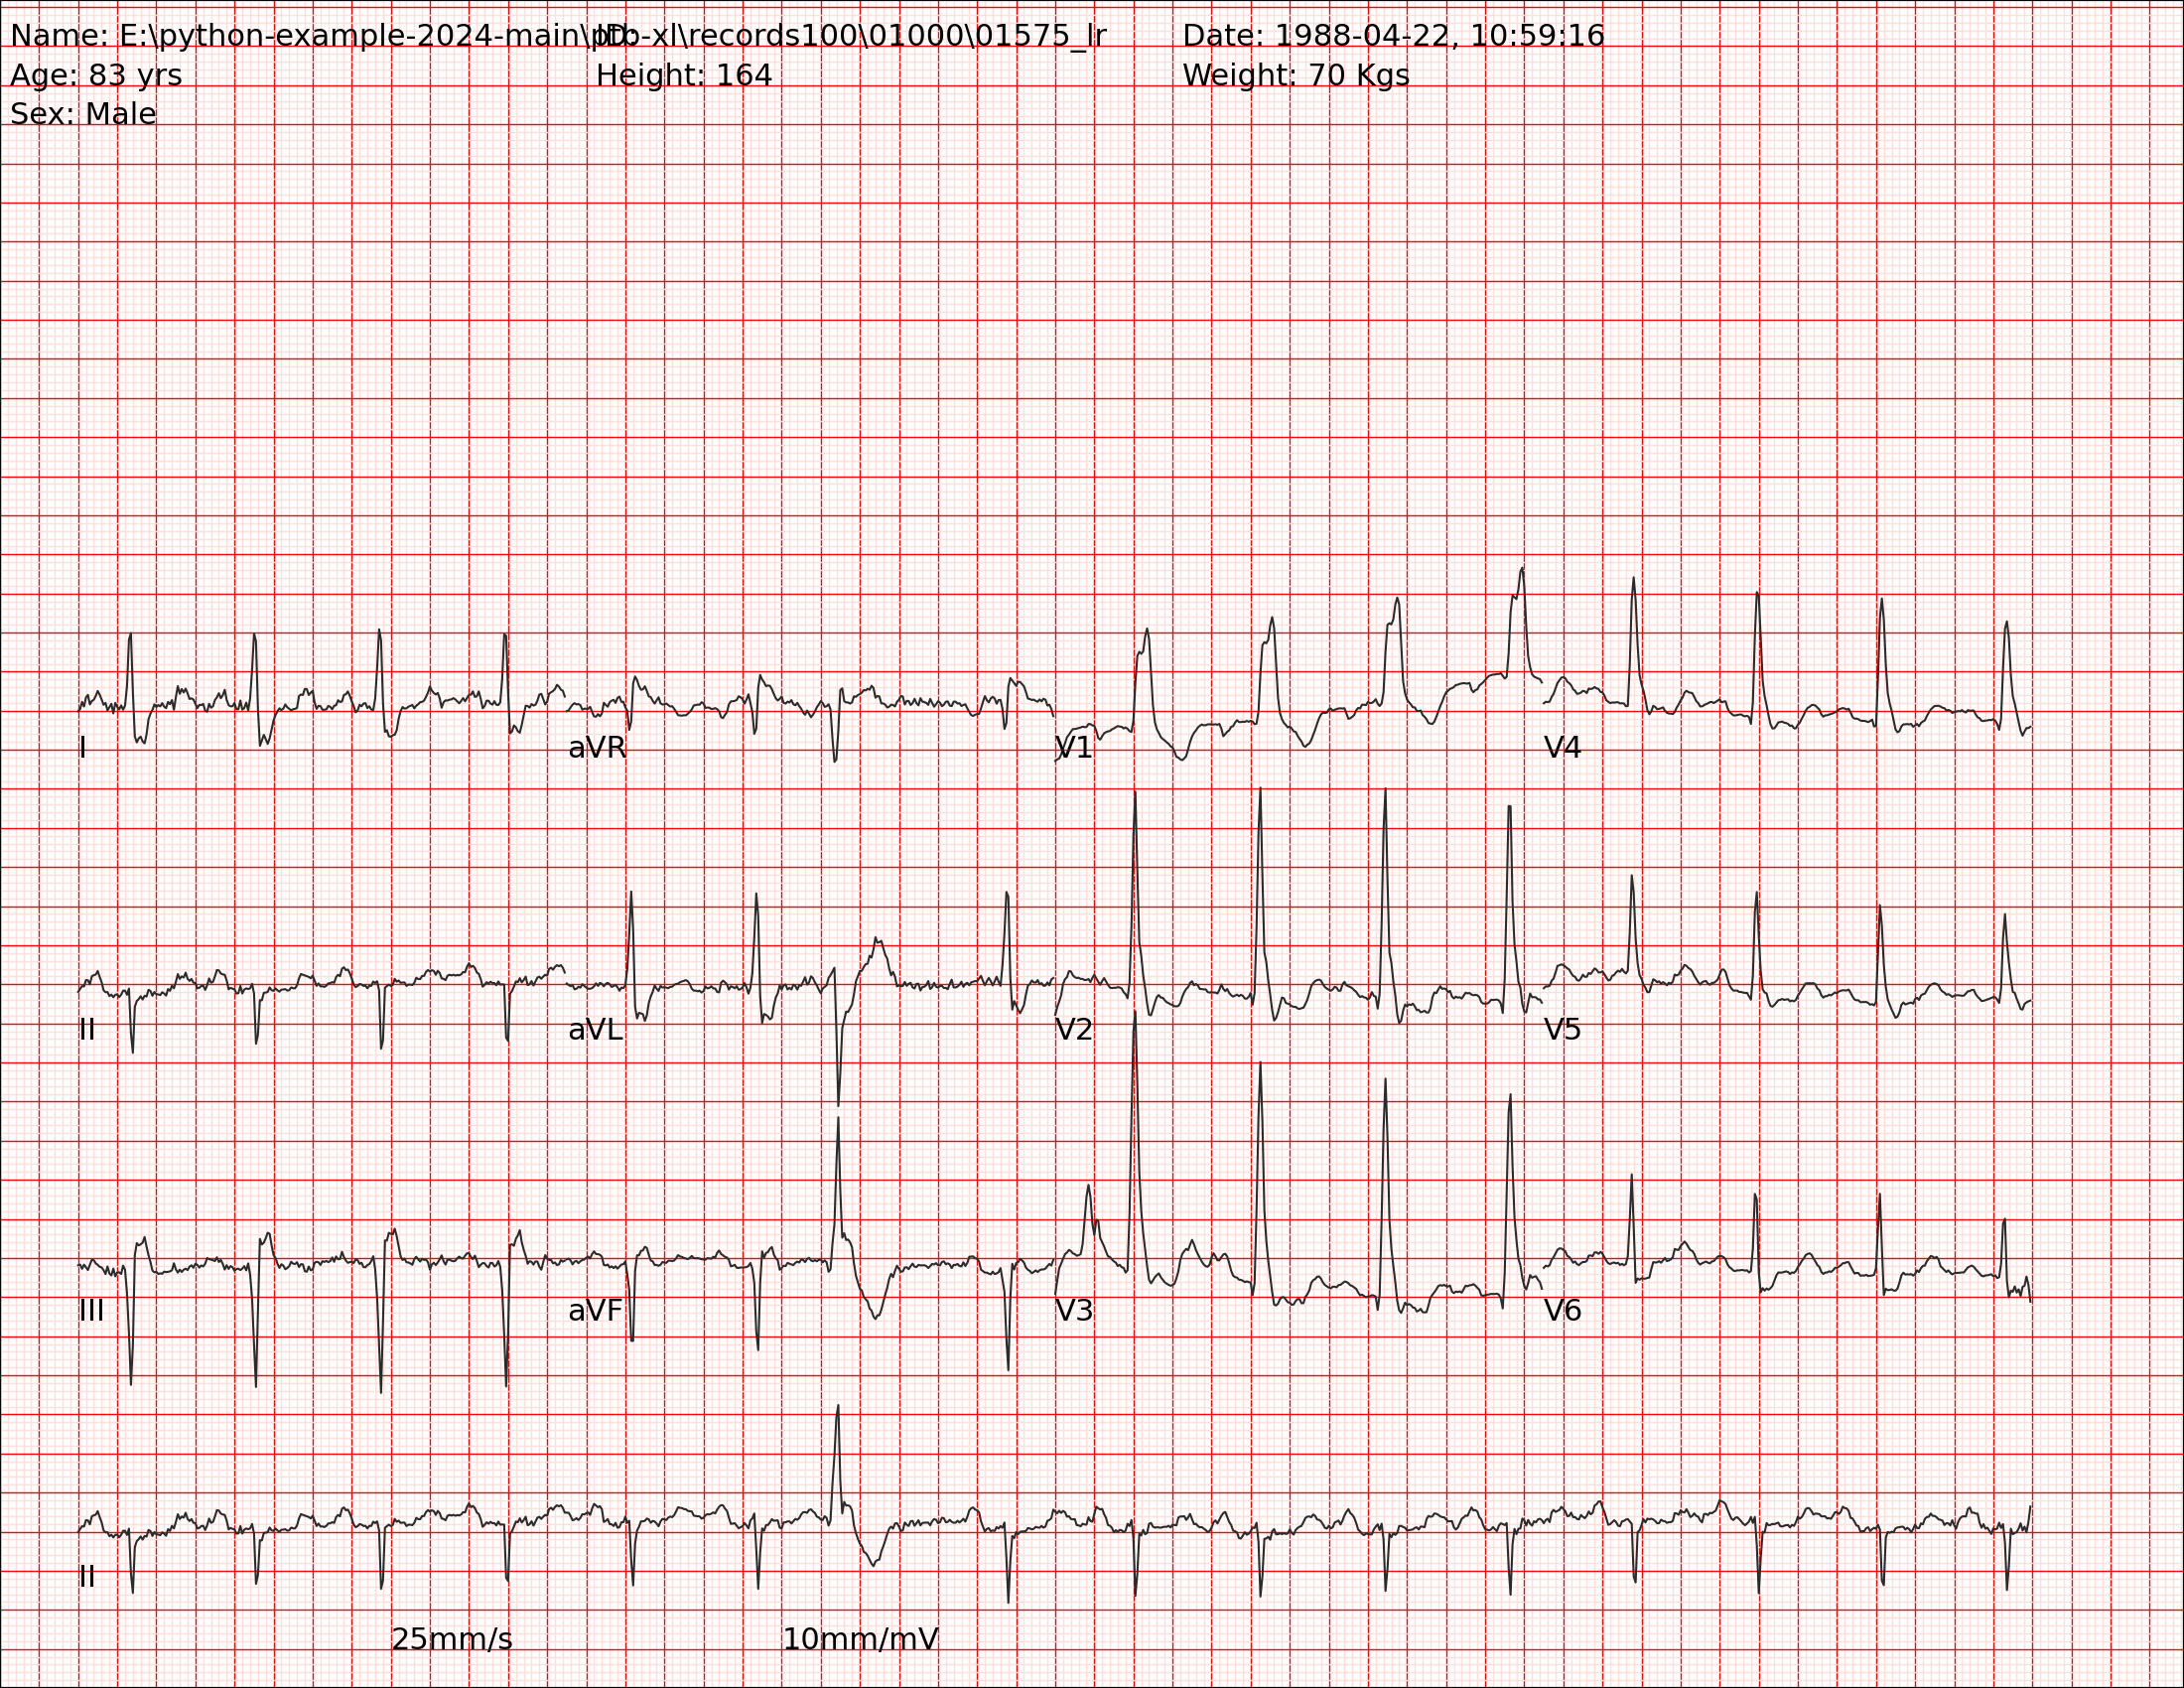 Name: E:\python-example-2024-main\ptb-xl\records100\01000\01575_lr ID: Date: 1988-04-22, 10:59:16
Age: 83 yrs Height: 164 Weight: 70 Kgs
Sex: Male
I aVR V1 V4
II aVL V2 V5
III aVF V3 V6
II
25mm/s 10mm/mV